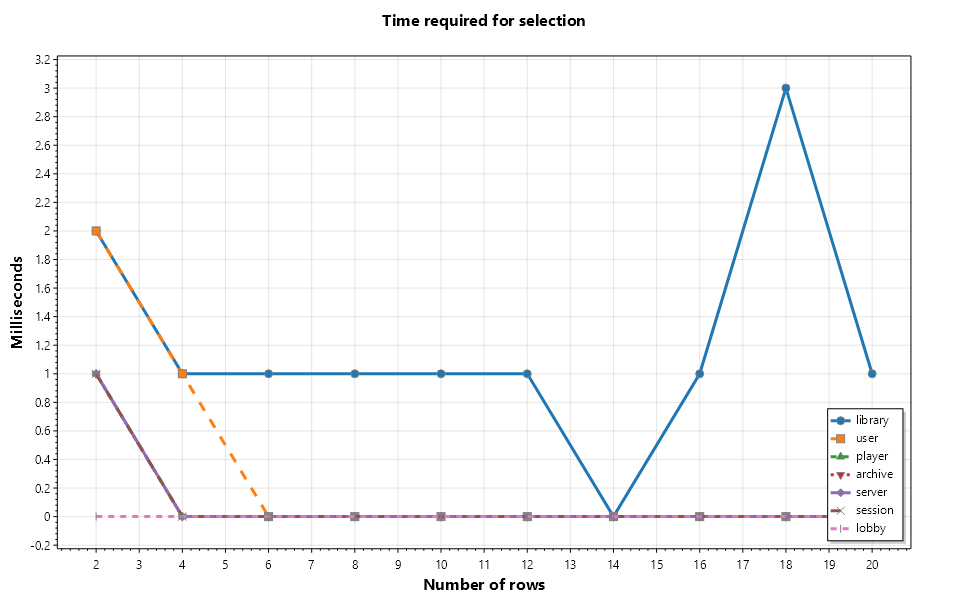 Time required for selection
3.2
3
2.8
2.6
2.4
2.2
2
1.8
1.6
1.4
1.2
1
0.8
0.6
0.4
0.2
0
-0.2
Milliseconds
2 3 4 5 6 7 8 9 10 11 12 13 14 15 16 17 18 19 20
Number of rows
library
user
player
archive
server
session
lobby